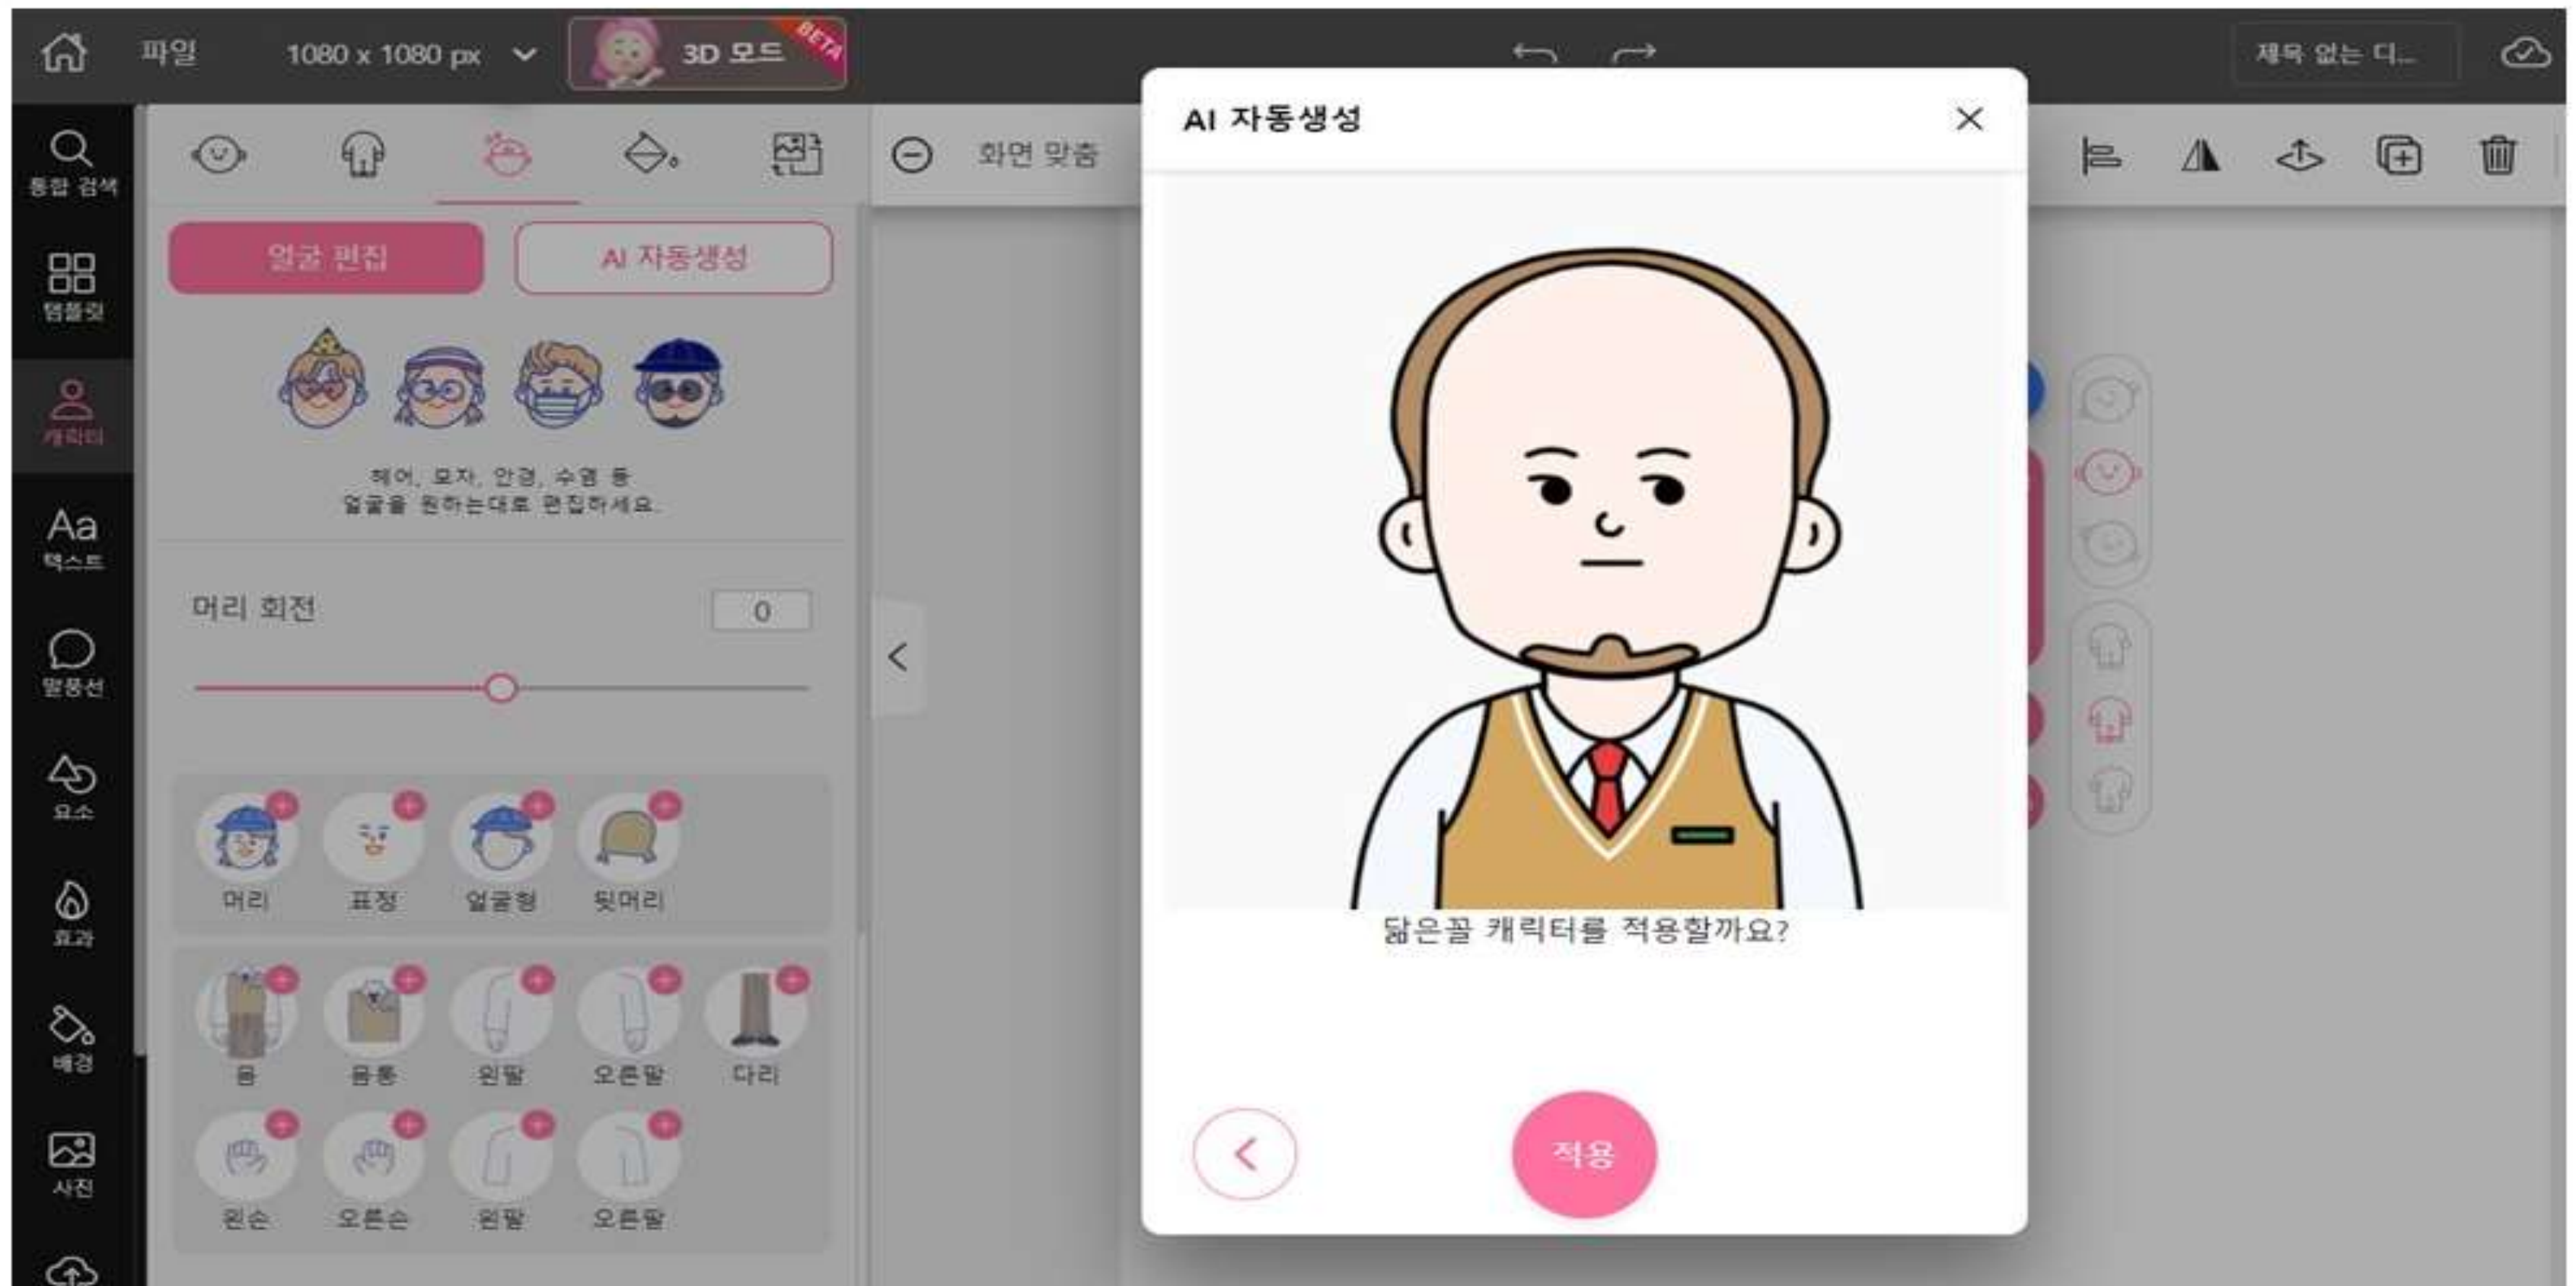 파일
1080 x 1080 px
3D 모드
BETA
제목 없는 디...
통합 검색
템플릿
캐릭터
Aa
텍스트
말풍선
요소
효과
배경
사진
화면 맞춤
얼굴 편집
AI 자동생성
헤어, 모자, 안경, 수염 등
얼굴을 원하는대로 편집하세요.
머리 회전
0
머리
표정
얼굴형
뒷머리
몸
몸통
왼팔
오른팔
다리
왼손
오른손
왼팔
오른팔
AI 자동생성
닮은꼴 캐릭터를 적용할까요?
적용